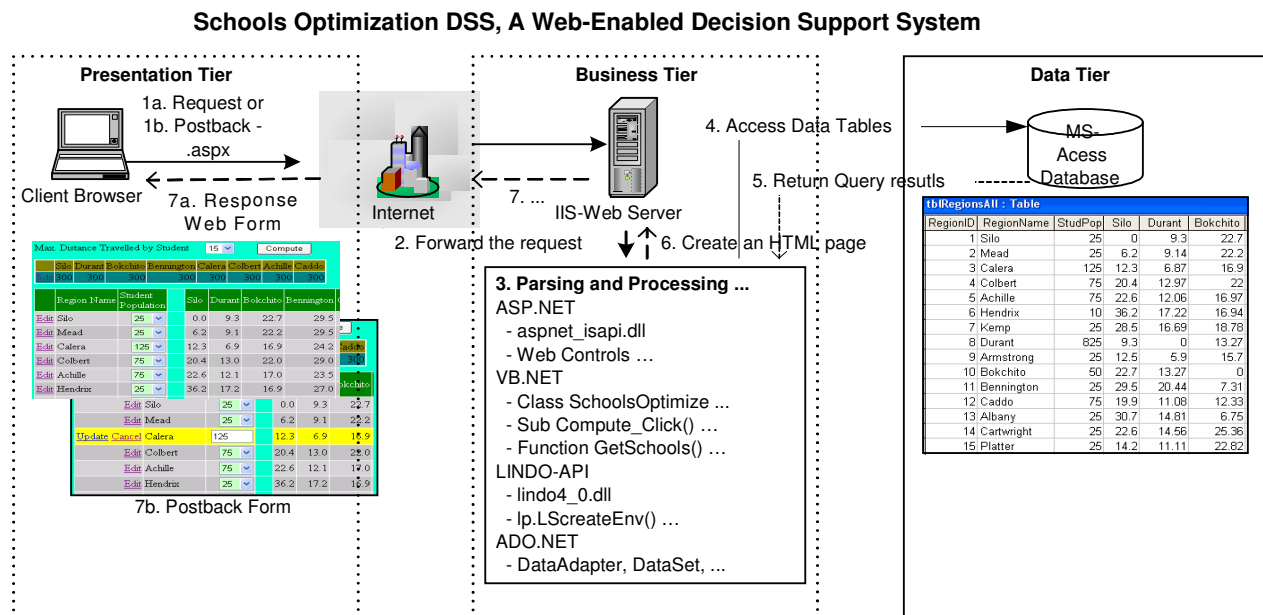 Schools Optimization DSS, A Web-Enabled Decision Support System
Presentation Tier
1a. Request or
1b. Postback -
.aspx
Client Browser
7a. Response
Web Form
Internet
Business Tier
7. ...
IIS-Web Server
2. Forward the request
6. Create an HTML page
4. Access Data Tables
5. Return Query resutls
Data Tier
MS-
Acess
Database
3. Parsing and Processing ...
ASP.NET
- aspnet_isapi.dll
- Web Controls …
VB.NET
- Class SchoolsOptimize ...
- Sub Compute_Click() …
- Function GetSchools() …
LINDO-API
- lindo4_0.dll
- lp.LScreateEnv() …
ADO.NET
- DataAdapter, DataSet, ...
Max. Distance Travelled by Student 15 Compute
Silo Durant Bokchito Bennington Calera Colbert Achille Caddo
Edit 300 300 300 300 300 300 300 300
Region Name Student Population Silo Durant Bokchito Bennington
Edit Silo 25 0.0 9.3 22.7 29.5
Edit Mead 25 6.2 9.1 22.2 29.5
Edit Calera 125 12.3 6.9 16.9 24.2
Edit Colbert 75 20.4 13.0 22.0 29.0
Edit Achille 75 22.6 12.1 17.0 23.5
Edit Hendrix 25 36.2 17.2 16.9 27.0
Caddo
300
okchito
Edit Silo 25 0.0 9.3 22.7
Edit Mead 25 6.2 9.1 22.2
Update Cancel Calera 125 12.3 6.9 16.9
Edit Colbert 75 20.4 13.0 22.0
Edit Achille 75 22.6 12.1 17.0
Edit Hendrix 25 36.2 17.2 16.9
7b. Postback Form
tblRegionsAll : Table
RegionID RegionName StudPop Silo Durant Bokchito
1 Silo 25 0 9.3 22.7
2 Mead 25 6.2 9.14 22.2
3 Calera 125 12.3 6.87 16.9
4 Colbert 75 20.4 12.97 22
5 Achille 75 22.6 12.06 16.97
6 Hendrix 10 36.2 17.22 16.94
7 Kemp 25 28.5 16.69 18.78
8 Durant 825 9.3 0 13.27
9 Armstrong 25 12.5 5.9 15.7
10 Bokchito 50 22.7 13.27 0
11 Bennington 25 29.5 20.44 7.31
12 Caddo 75 19.9 11.08 12.33
13 Albany 25 30.7 14.81 6.75
14 Cartwright 25 22.6 14.56 25.36
15 Platter 25 14.2 11.11 22.82